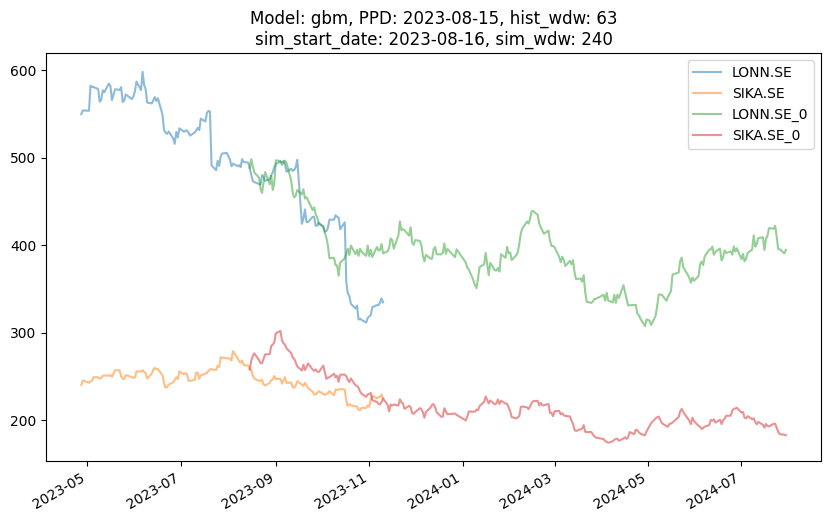 Model: gbm, PPD: 2023-08-15, hist_wdw: 63
sim_start_date: 2023-08-16, sim_wdw: 240
LONN.SE
SIKA.SE
LONN.SE_0
SIKA.SE_0
600
500
400
300
200
2023-05
2023-07
2023-09
2023-11
2024-01
2024-03
2024-05
2024-07